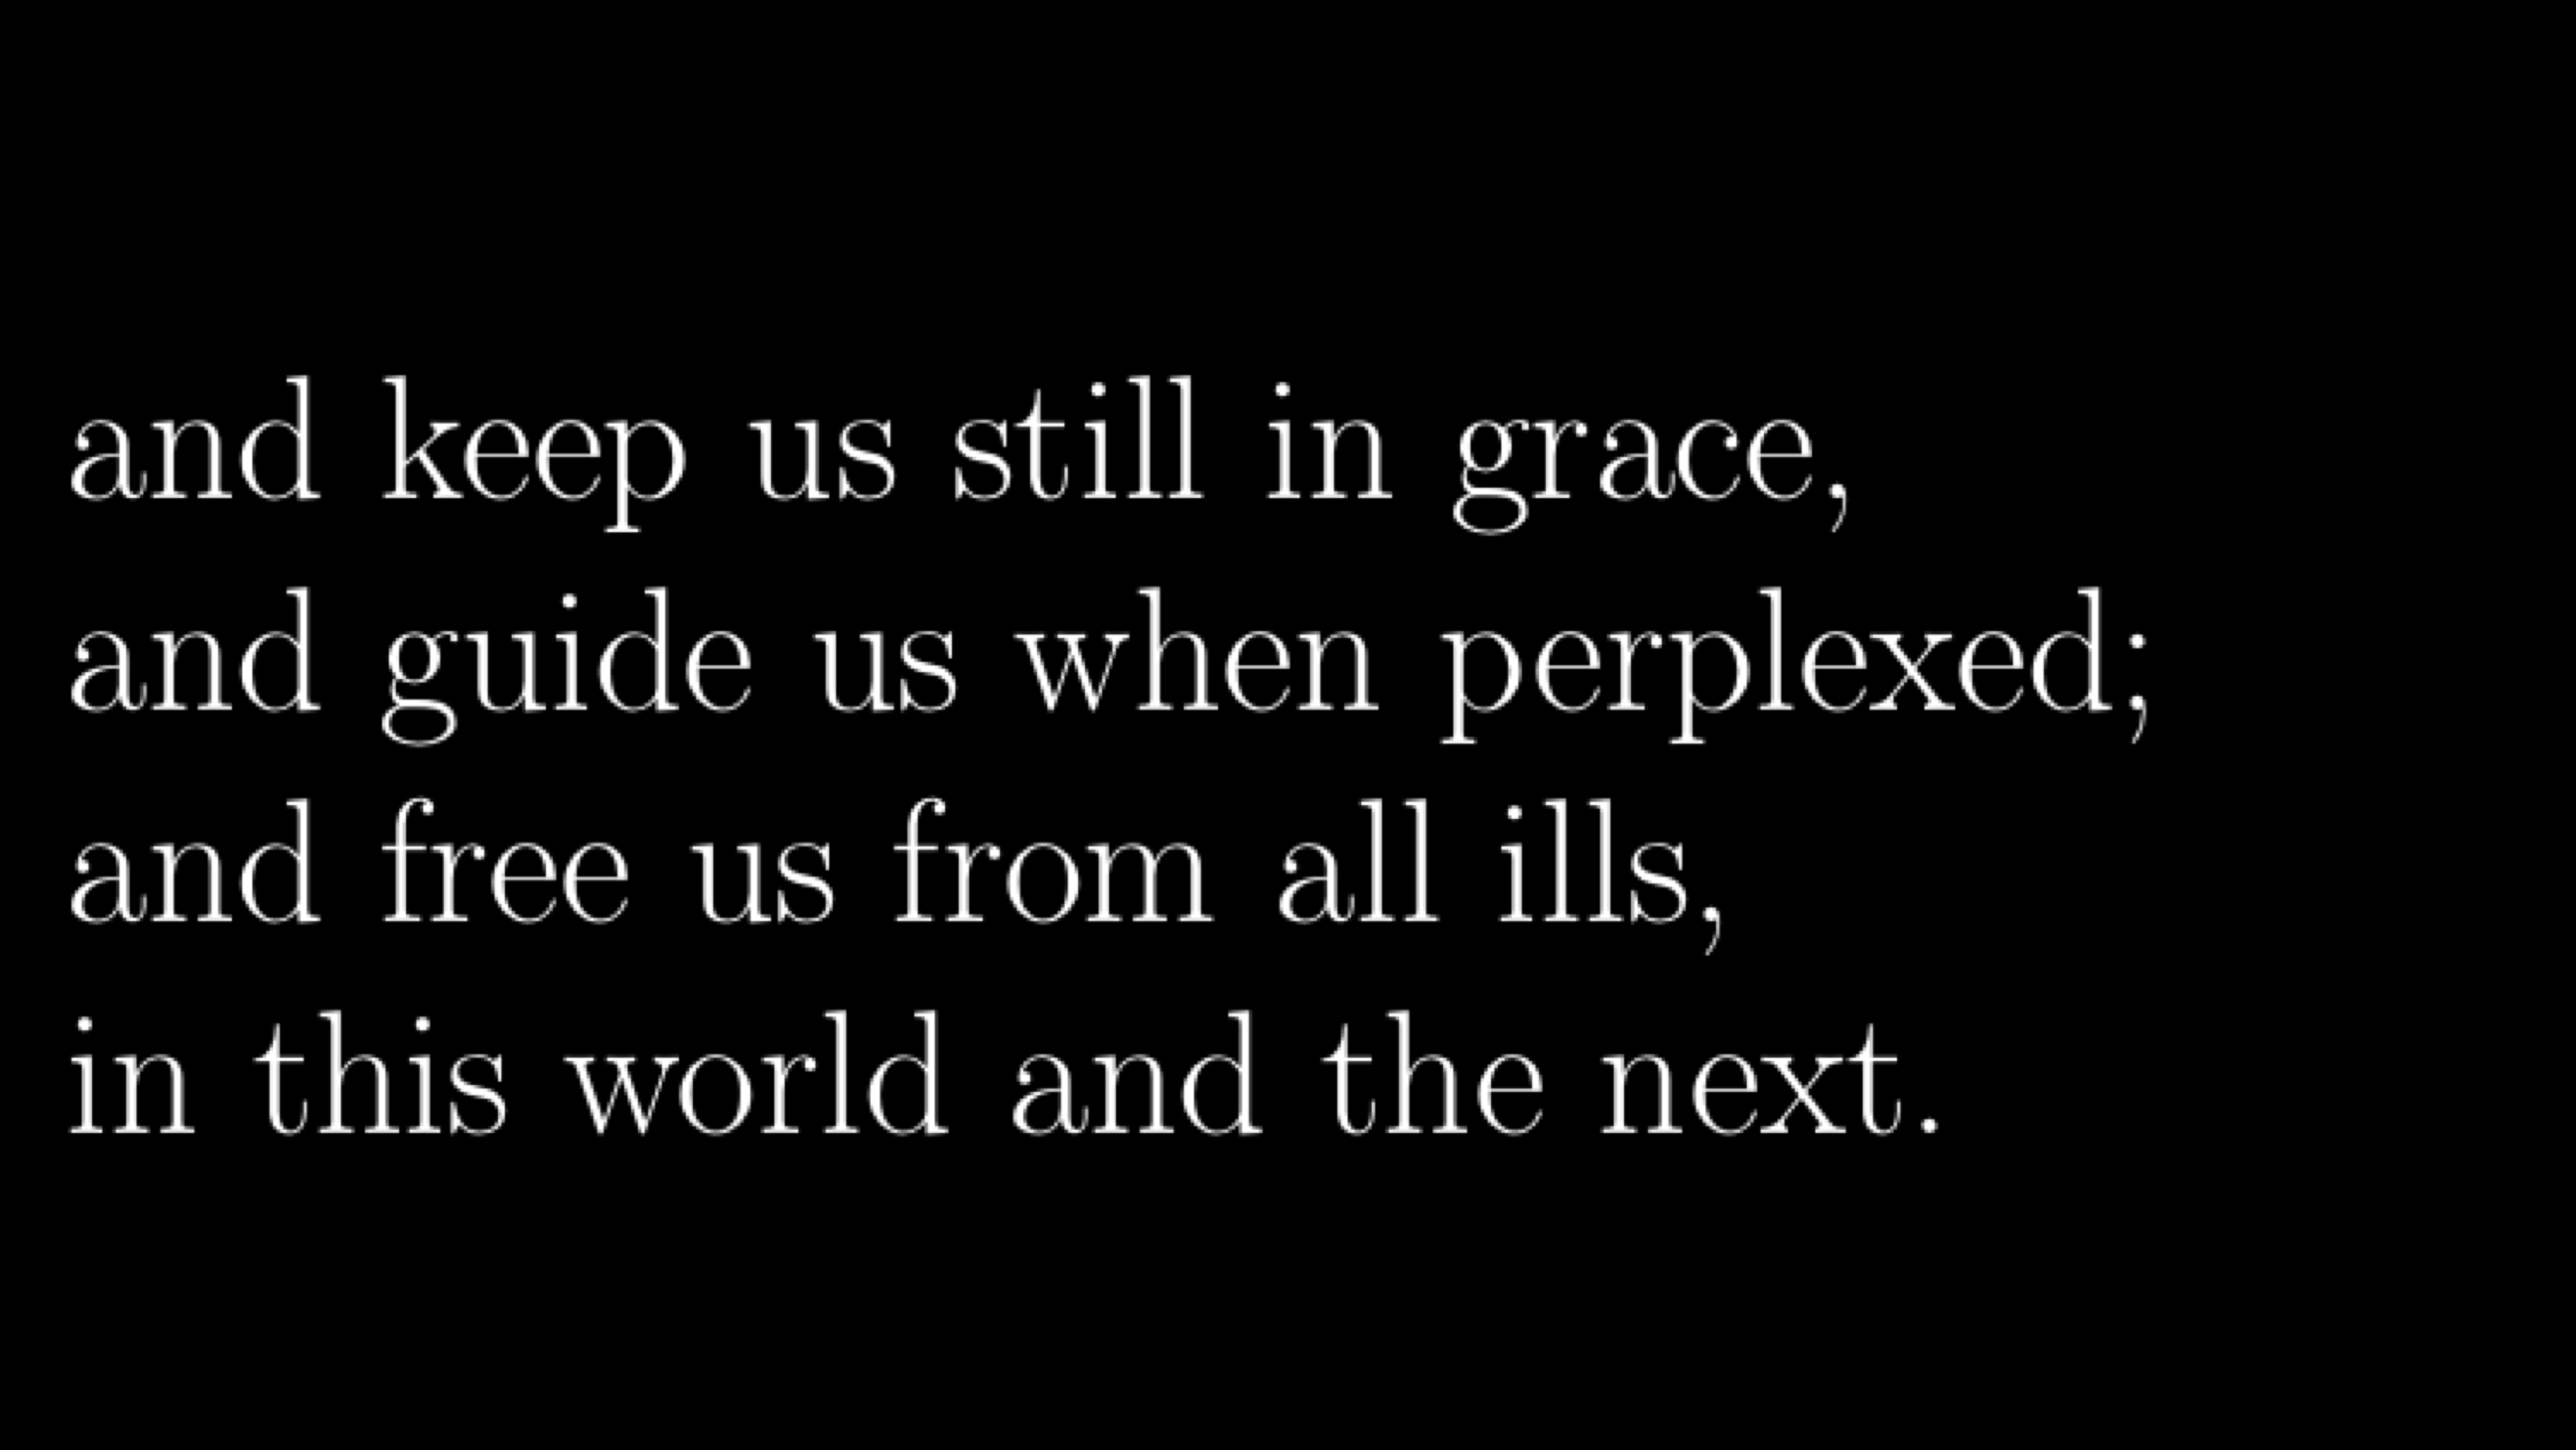 and keep us still in grace,
and guide us when perplexed;
and free us from all ills,
in this world and the next.